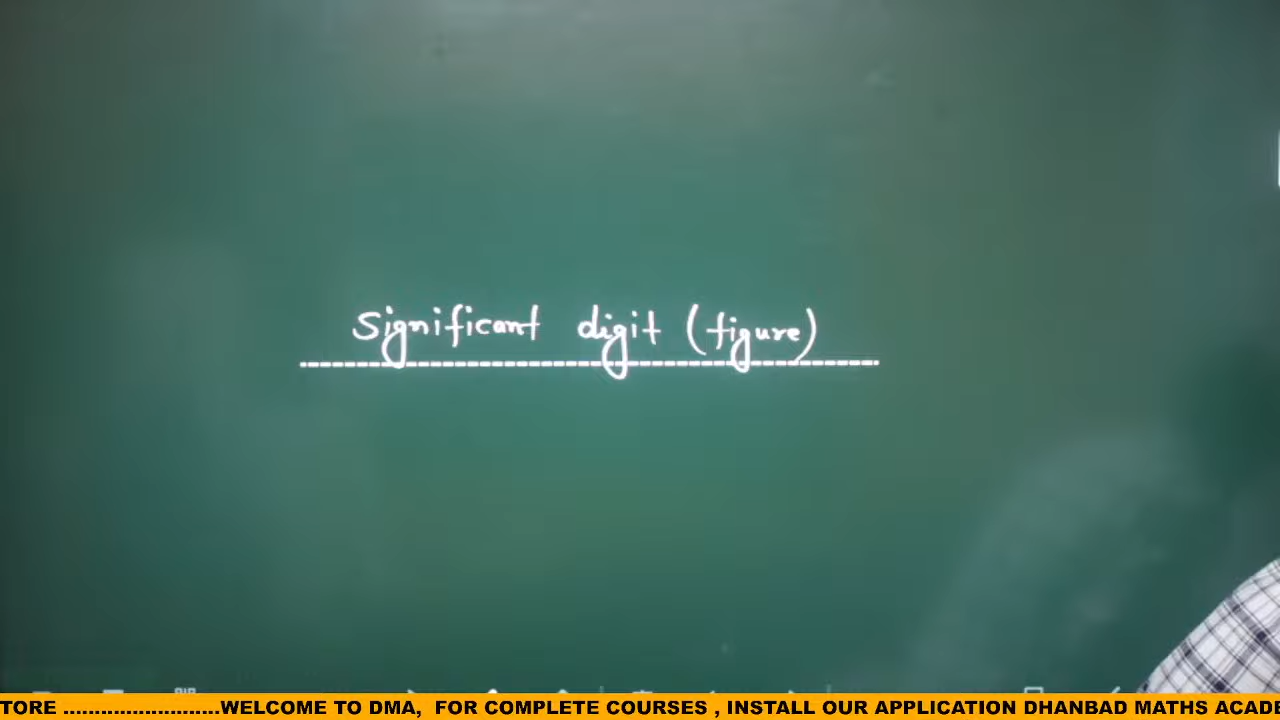 Significant digit (figure)
TORE .........................WELCOME TO DMA, FOR COMPLETE COURSES , INSTALL OUR APPLICATION DHANBAD MATHS ACADE